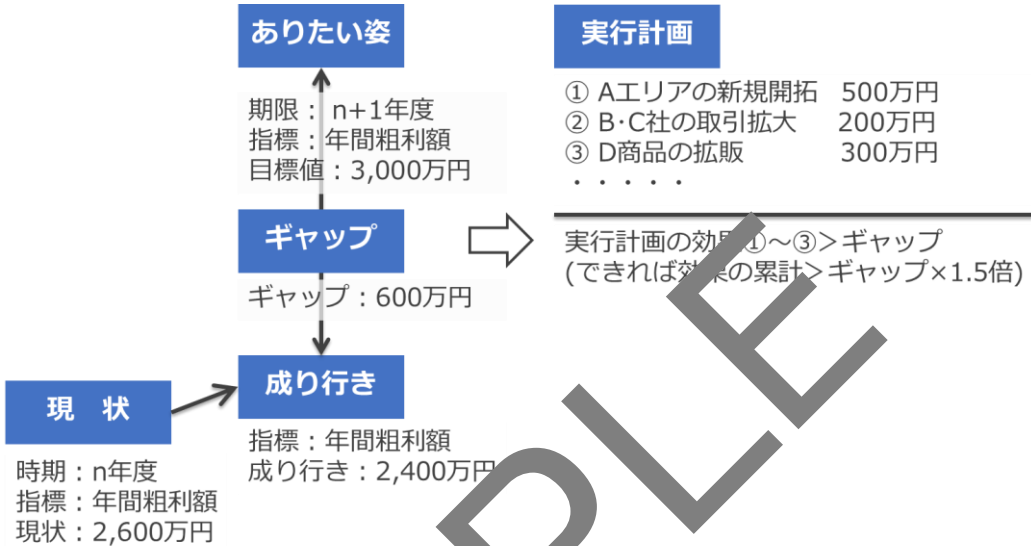 ありたい姿
期限： n+1年度
指標：年間粗利額
目標値：3,000万円
ギャップ
ギャップ：600万円
成り行き
指標：年間粗利額
成り行き：2,400万円
現　状
時期：n年度
指標：年間粗利額
現状：2,600万円
実行計画
① Aエリアの新規開拓　500万円
② B･C社の取引拡大　200万円
③ D商品の拡販　300万円
・・・・・
実行計画の効果①～③＞ギャップ
(できれば効果の累計＞ギャップ×1.5倍)
PLE